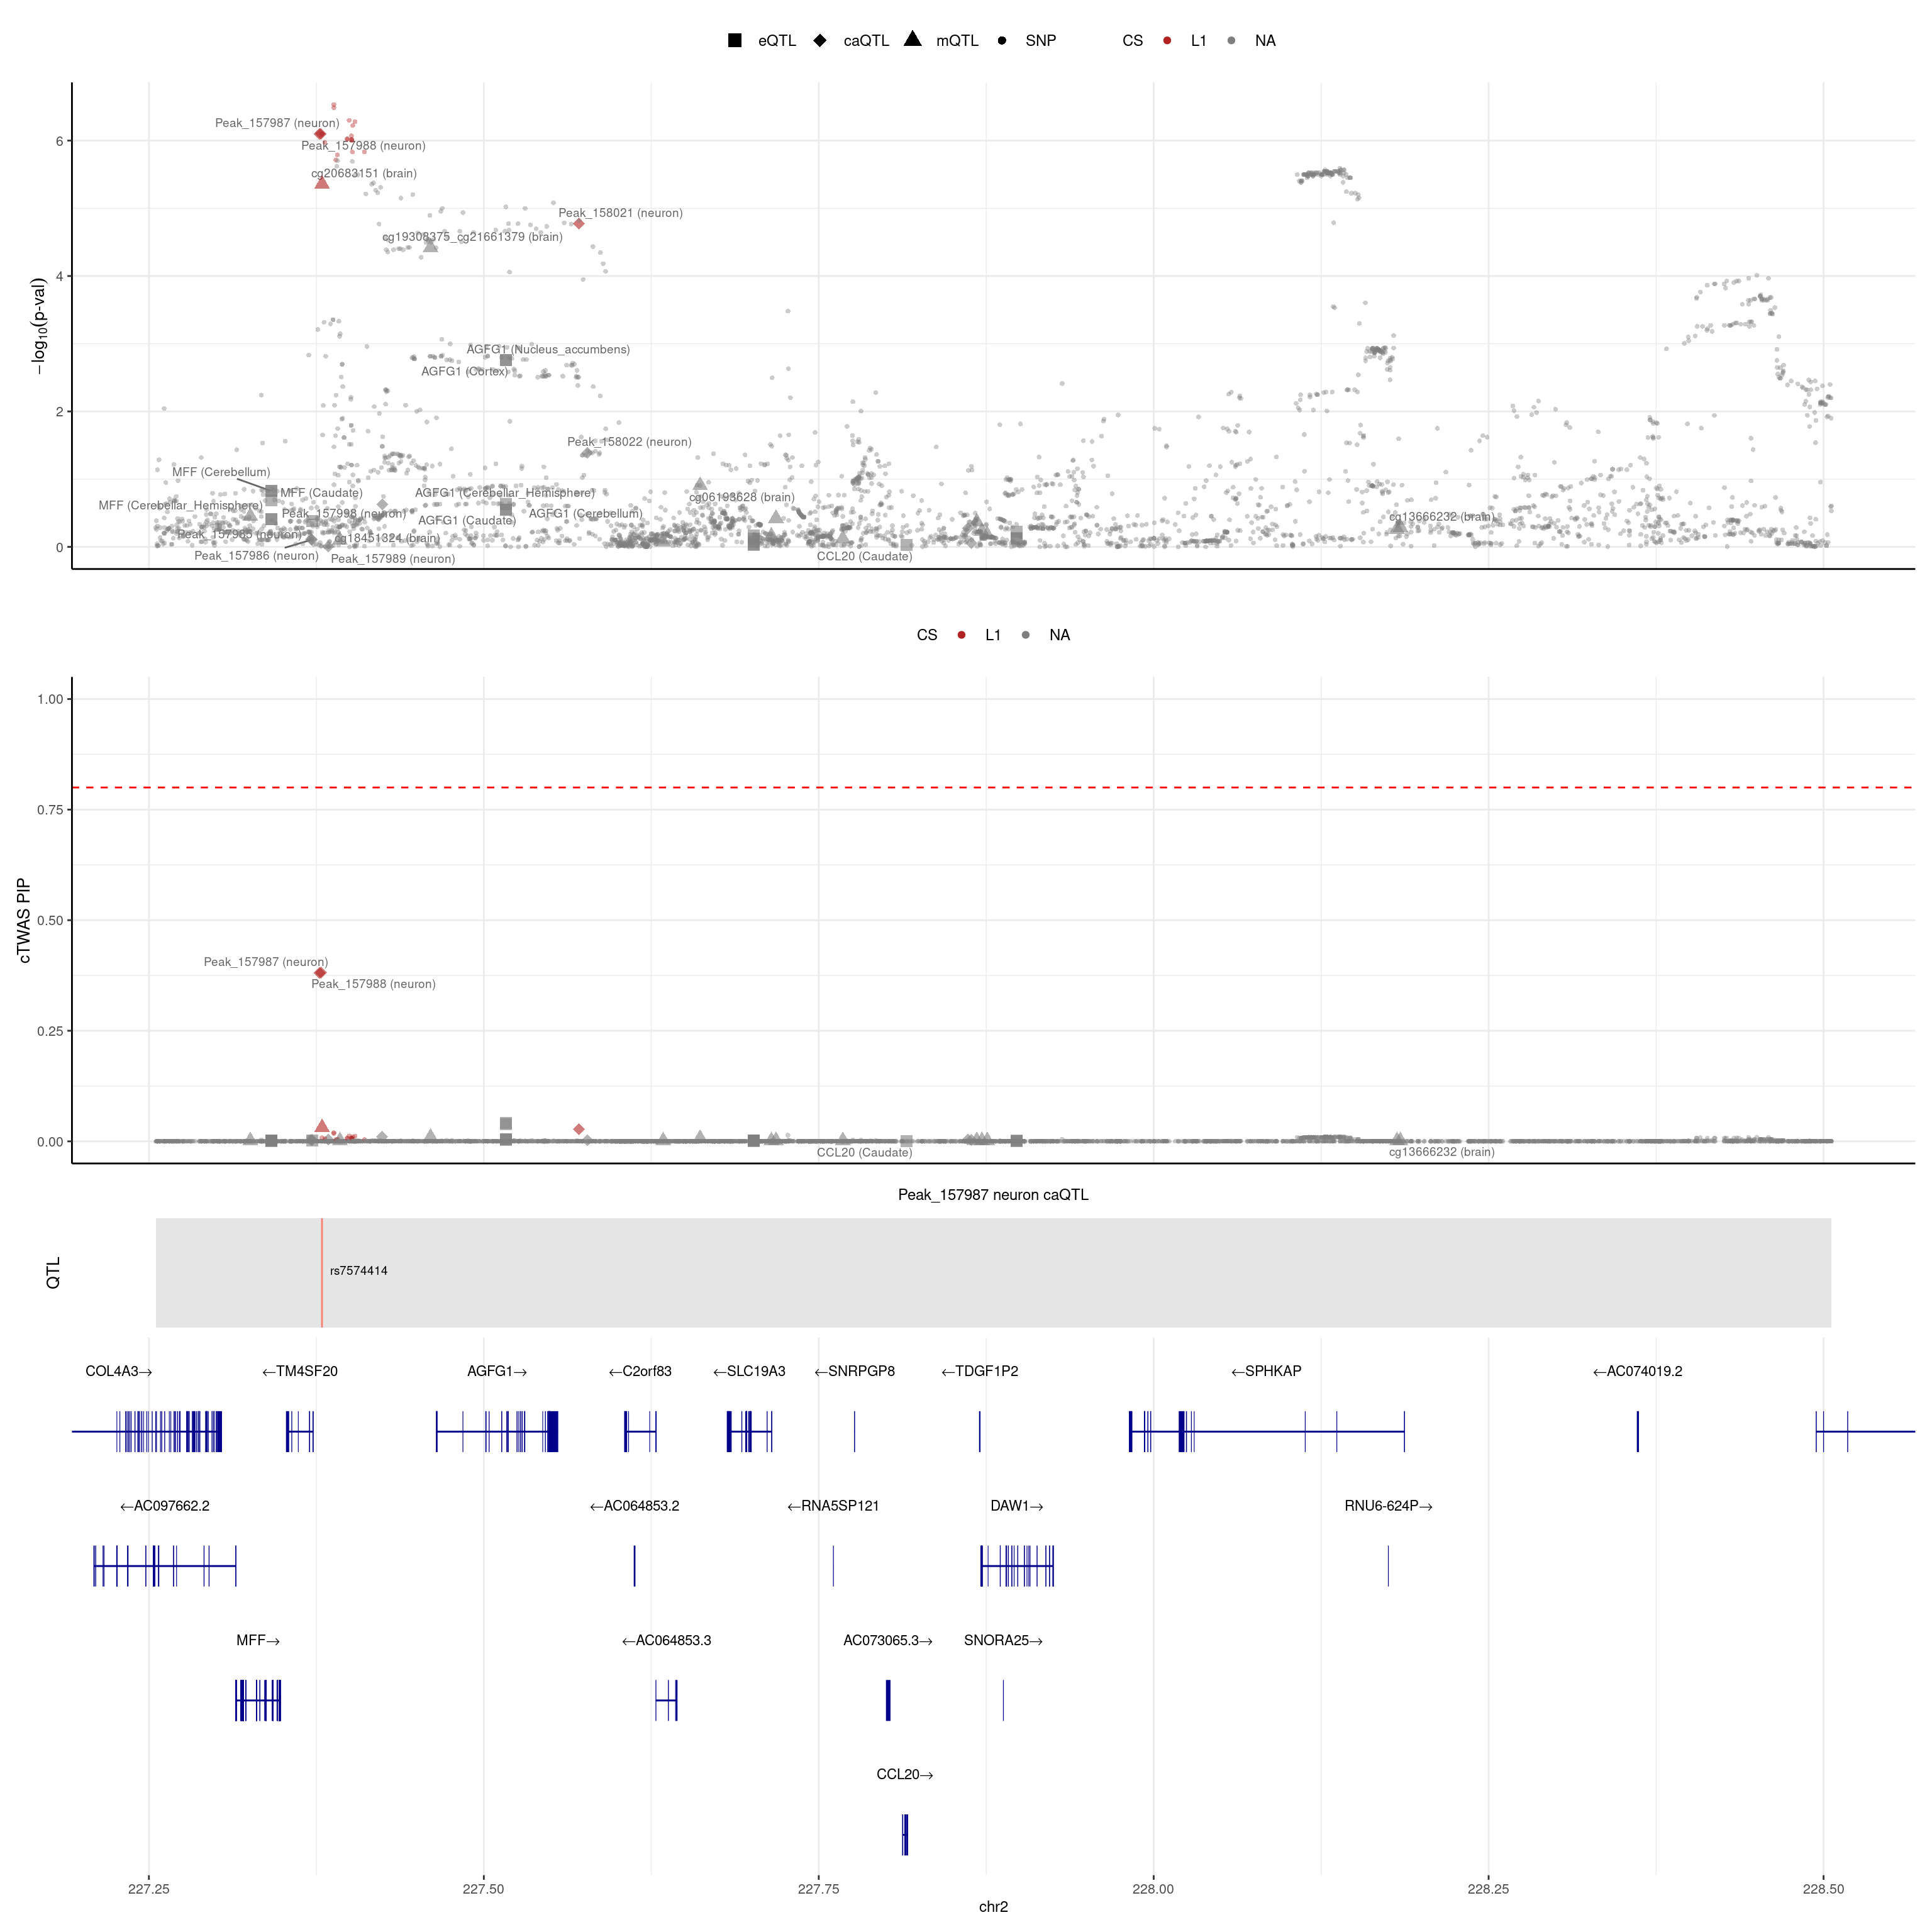 eQTL caQTL mQTL SNP CS L1 NA
Peak_157987 (neuron)
Peak_157988 (neuron)
cg20683151 (brain)
Peak_158021 (neuron)
cg19308375_cg21661379 (brain)
AGFG1 (Nucleus_accumbens)
AGFG1 (Cortex)
Peak_158022 (neuron)
MFF (Cerebellum)
MFF (Caudate)
AGFG1 (Cerebellar_Hemisphere)
cg06193628 (brain)
MFF (Cerebellar_Hemisphere)
Peak_157998 (neuron)
AGFG1 (Cerebellum)
AGFG1 (Caudate)
cg13666232 (brain)
Peak_157985 (neuron)
cg18451324 (brain)
Peak_157986 (neuron)
Peak_157989 (neuron)
CCL20 (Caudate)
6
4
2
0
−log10(p-val)
CS L1 NA
1.00
0.75
0.50
0.25
0.00
cTWAS PIP
Peak_157987 (neuron)
Peak_157988 (neuron)
CCL20 (Caudate)
cg13666232 (brain)
Peak_157987 neuron caQTL
QTL
rs7574414
COL4A3→ ←TM4SF20 AGFG1→ ←C2orf83 ←SLC19A3 ←SNRPGP8 ←TDGF1P2 ←SPHKAP ←AC074019.2
←AC097662.2 ←AC064853.2 ←RNA5SP121 DAW1→ RNU6-624P→
MFF→ ←AC064853.3 AC073065.3→ SNORA25→
CCL20→
227.25 227.50 227.75 228.00 228.25 228.50
chr2